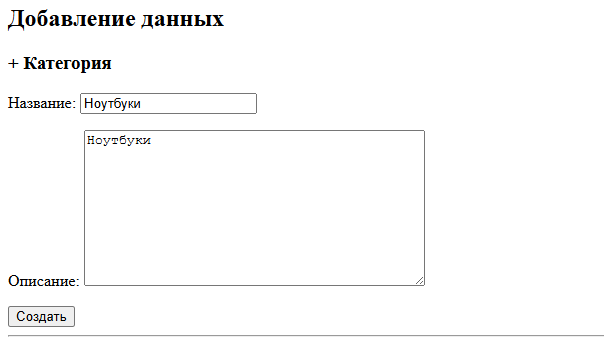 Добавление данных
+ Категория
Название: Ноутбуки
Ноутбуки
Описание:
Создать